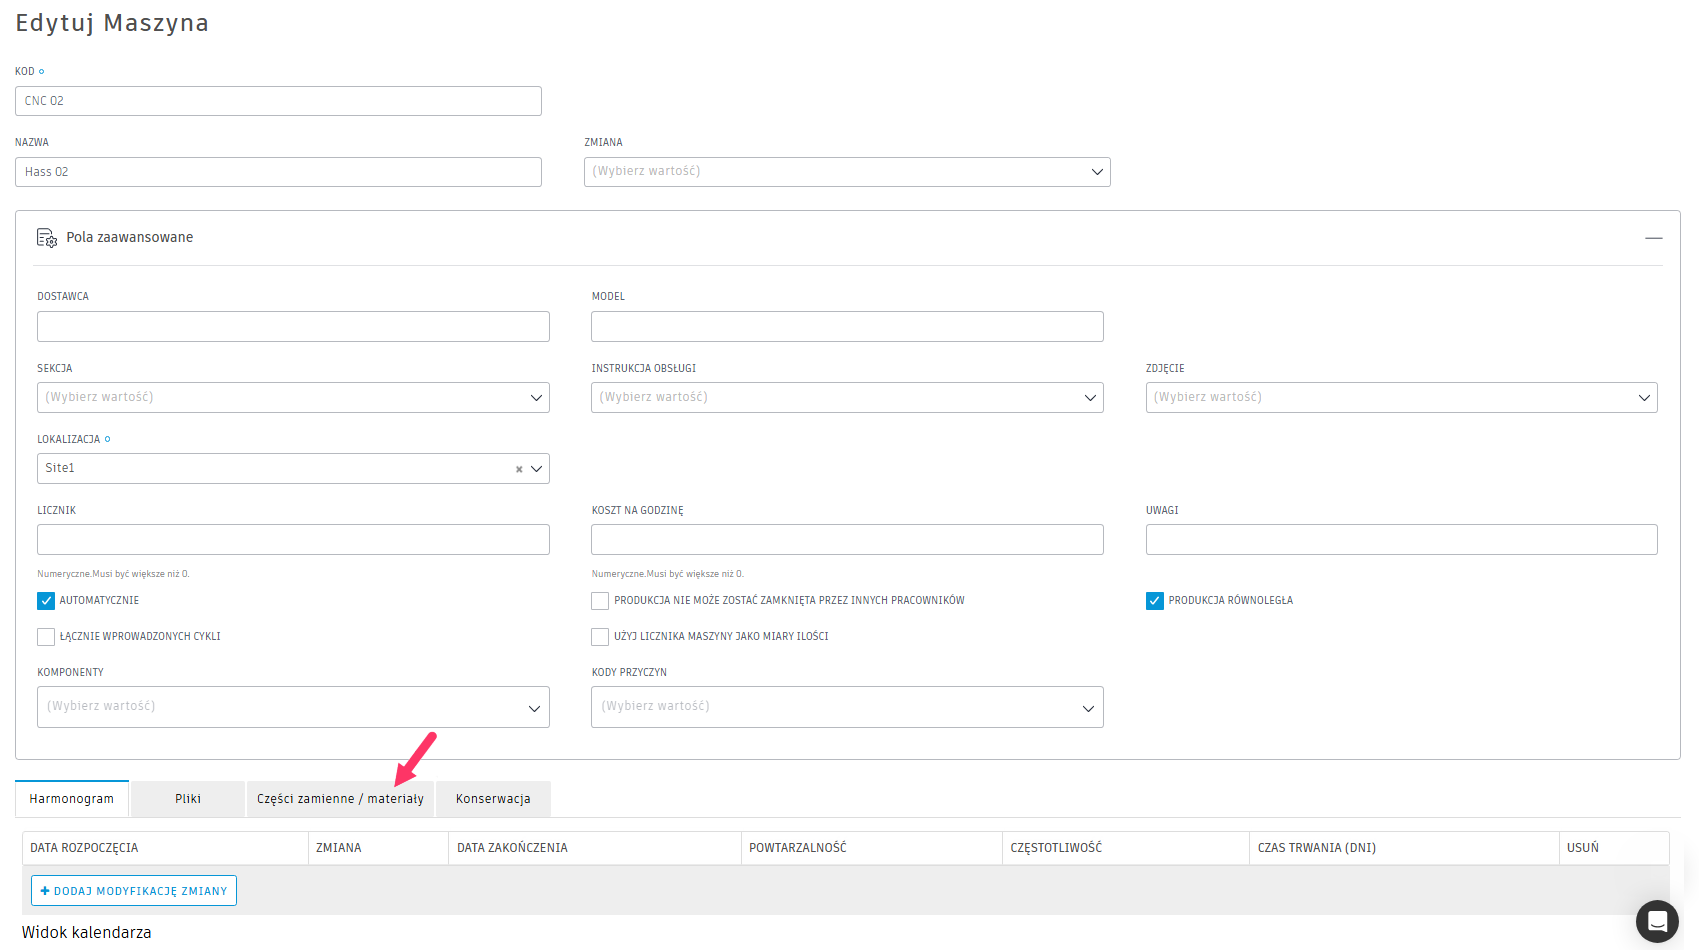 Edytuj Maszyna
KOD
CNC 02
NAZWA ZMIANA
Hass 02 (Wybierz wartość)
Pola zaawansowane
DOSTAWCA MODEL
SEKCJA INSTRUKCJA OBSŁUGI ZDJĘCIE
(Wybierz wartość) (Wybierz wartość) (Wybierz wartość)
LOKALIZACJA
Site1
LICZNIK KOSZT NA GODZINĘ UWAGI
Numeryczne.Musi być większe niż 0. Numeryczne.Musi być większe niż 0.
AUTOMATYCZNIE PRODUKCJA NIE MOŻE ZOSTAĆ ZAMKNIĘTA PRZEZ INNYCH PRACOWNIKÓW PRODUKCJA RÓWNOLEGŁA
ŁĄCZNIE WPROWADZONYCH CYKLI UŻYJ LICZNIKA MASZYNY JAKO MIARY ILOŚCI
KOMPONENTY KODY PRZYCZYN
(Wybierz wartość) (Wybierz wartość)
Harmonogram Pliki Części zamienne / materiały Konserwacja
DATA ROZPOCZĘCIA ZMIANA DATA ZAKOŃCZENIA POWTARZALNOŚĆ CZĘSTOTLIWOŚĆ CZAS TRWANIA (DNI) USUŃ
+ DODAJ MODYFIKACJĘ ZMIANY
Widok kalendarza